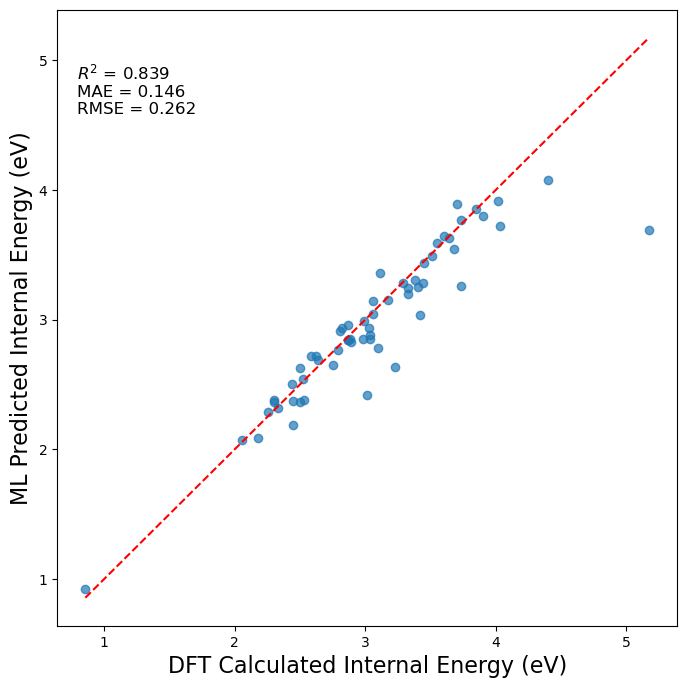 R² = 0.839
MAE = 0.146
RMSE = 0.262
ML Predicted Internal Energy (eV)
5
4
3
2
1
1 2 3 4 5
DFT Calculated Internal Energy (eV)